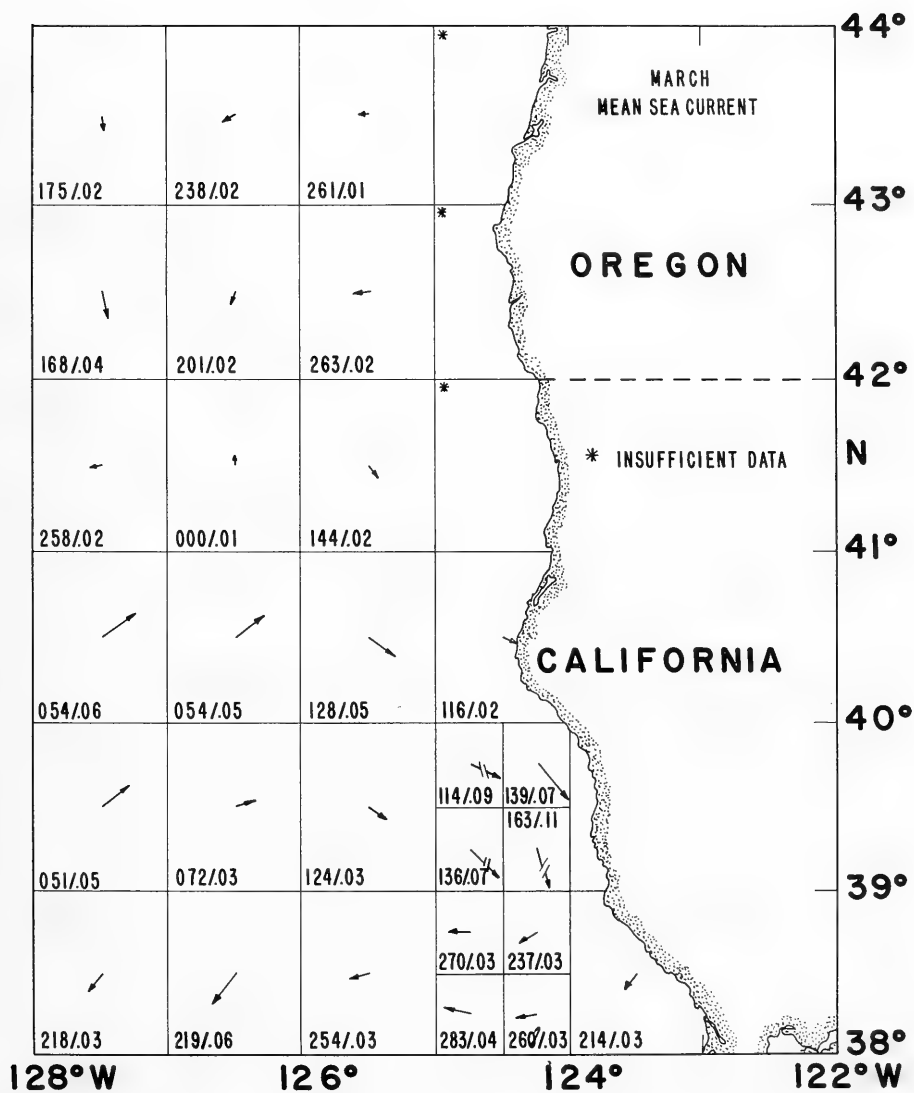 44°
*
MARCH
MEAN SEA CURRENT
175/.02 238/.02 261/.01
43°
*
OREGON
168/.04 201/.02 263/.02
42°
*
* INSUFFICIENT DATA
N
258/.02 000/.01 144/.02
41°
CALIFORNIA
054/.06 054/.05 128/.05 116/.02
40°
114/.09 139/.07
163/.11
051/.05 072/.03 124/.03 136/.07
39°
270/.03 237/.03
218/.03 219/.06 254/.03 283/.04 260/.03 214/.03
38°
128°W 126° 124° 122°W